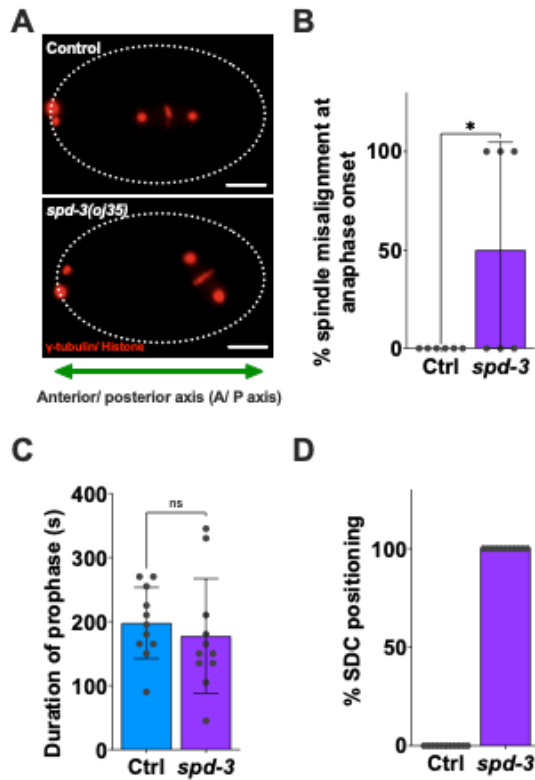 A
Control
spd-3(oj35)
γ-tubulin/ Histone
Anterior/ posterior axis (A/ P axis)
B
% spindle misalignment at
anaphase onset
100
50
0
*
Ctrl spd-3
C
Duration of prophase (s)
400
300
200
100
0
ns
Ctrl spd-3
D
% SDC positioning
100
50
0
Ctrl spd-3